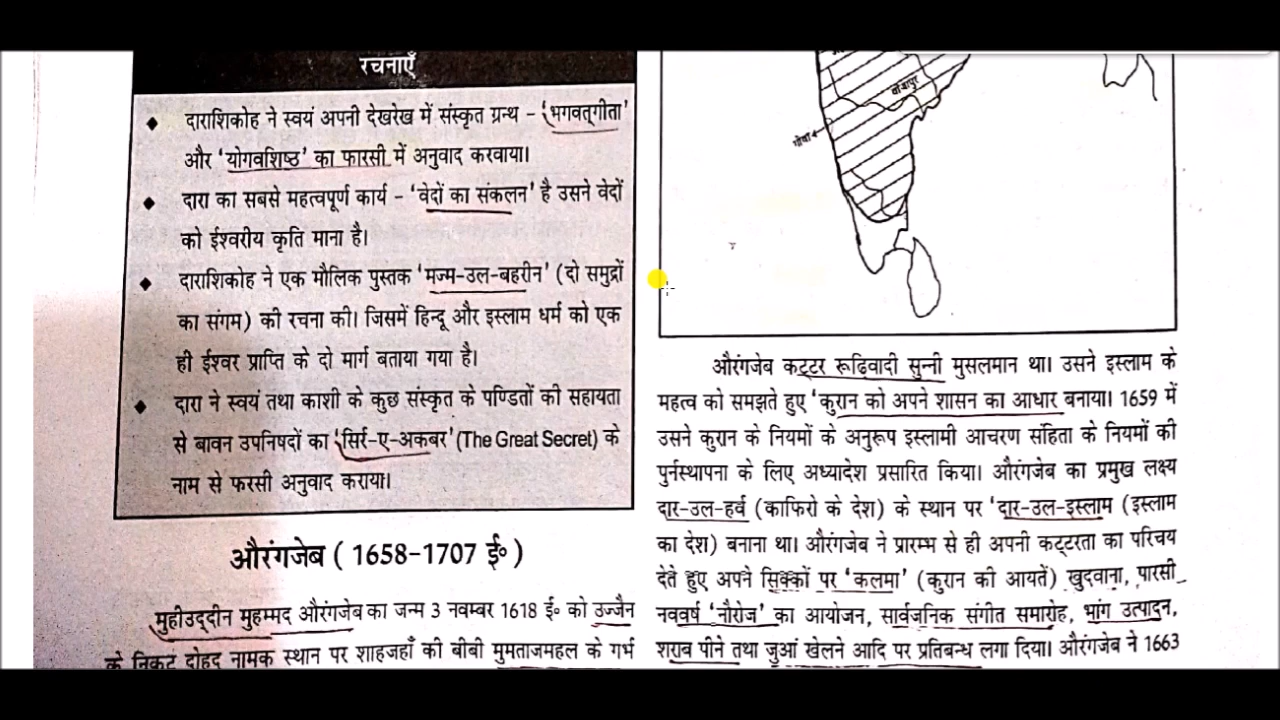 रचनाएँ
♦ दाराशिकोह ने स्वयं अपनी देखरेख में संस्कृत ग्रन्थ - 'भगवत्गीता'
और 'योगवशिष्ठ' का फारसी में अनुवाद करवाया।
♦ दारा का सबसे महत्वपूर्ण कार्य - 'वेदों का संकलन' है उसने वेदों
को ईश्वरीय कृति माना है।
♦ दाराशिकोह ने एक मौलिक पुस्तक 'मज्म-उल-बहरीन' (दो समुद्रों
का संगम) की रचना की। जिसमें हिन्दू और इस्लाम धर्म को एक
ही ईश्वर प्राप्ति के दो मार्ग बताया गया है।
♦ दारा ने स्वयं तथा काशी के कुछ संस्कृत के पण्डितों की सहायता
से बावन उपनिषदों का 'सिर्र-ए-अकबर' (The Great Secret) के
नाम से फरसी अनुवाद कराया।
औरंगजेब ( 1658-1707 ई० )
मुहीउद्दीन मुहम्मद औरंगजेब का जन्म 3 नवम्बर 1618 ई० को उज्जैन
के निकट दोहद नामक स्थान पर शाहजहाँ की बीबी मुमताजमहल के गर्भ
बीजापुर
गोवा
औरंगजेब कट्टर रूढ़िवादी सुन्नी मुसलमान था। उसने इस्लाम के
महत्व को समझते हुए 'कुरान को अपने शासन का आधार बनाया। 1659 में
उसने कुरान के नियमों के अनुरूप इस्लामी आचरण संहिता के नियमों की
पुर्नस्थापना के लिए अध्यादेश प्रसारित किया। औरंगजेब का प्रमुख लक्ष्य
दार-उल-हर्व (काफिरो के देश) के स्थान पर 'दार-उल-इस्लाम (इस्लाम
का देश) बनाना था। औरंगजेब ने प्रारम्भ से ही अपनी कट्टरता का परिचय
देते हुए अपने सिक्कों पर 'कलमा' (कुरान की आयतें) खुदवाना, पारसी
नववर्ष 'नौरोज' का आयोजन, सार्वजनिक संगीत समारोह, भांग उत्पादन,
शराब पीने तथा जुआं खेलने आदि पर प्रतिबन्ध लगा दिया। औरंगजेब ने 1663